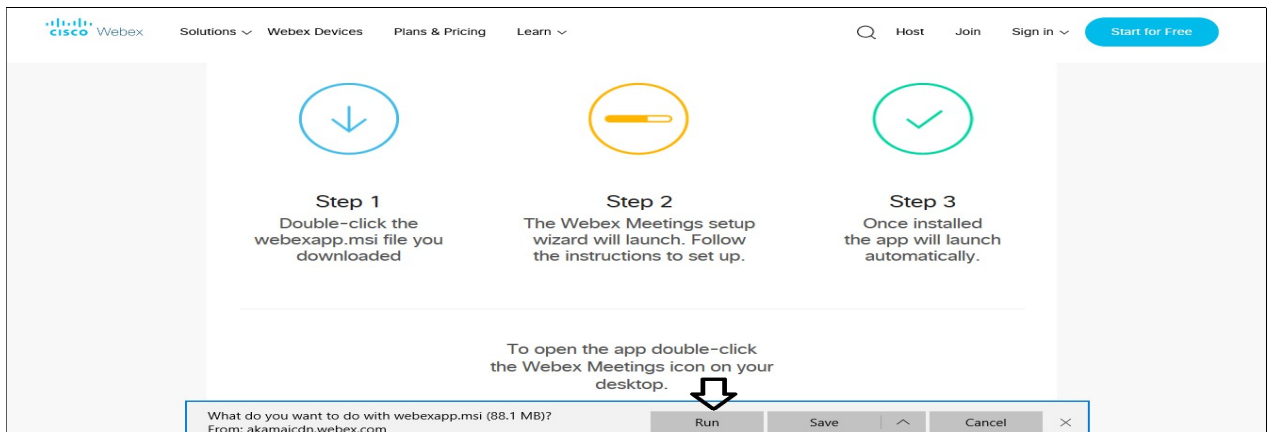 CISCO Webex Solutions Webex Devices Plans & Pricing Learn Host Join Sign in Start for Free
Step 1
Double-click the
webexapp.msi file you
downloaded
Step 2
The Webex Meetings setup
wizard will launch. Follow
the instructions to set up.
Step 3
Once installed
the app will launch
automatically.
To open the app double-click
the Webex Meetings icon on your
desktop.
What do you want to do with webexapp.msi (88.1 MB)?
From: akamaicdn.webex.com
Run Save Cancel